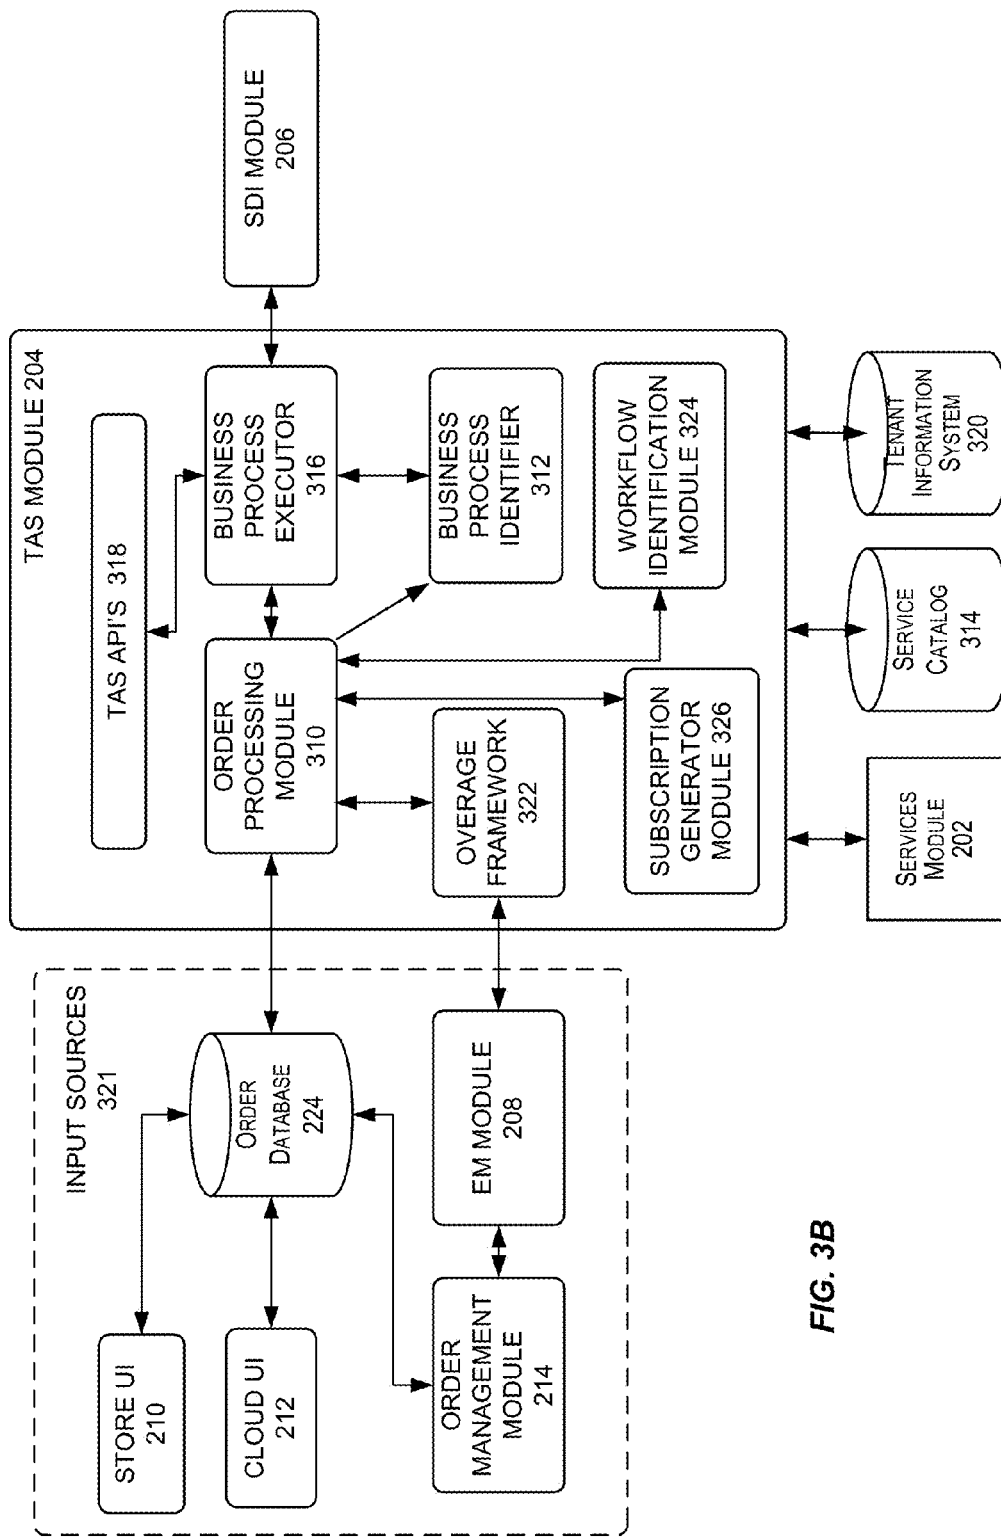 INPUT SOURCES
321
STORE UI
210
CLOUD UI
212
ORDER
MANAGEMENT
MODULE
214
ORDER
DATABASE
224
EM MODULE
208
TAS MODULE 204
TAS API'S 318
ORDER
PROCESSING
MODULE
310
BUSINESS
PROCESS
EXECUTOR
316
OVERAGE
FRAMEWORK
322
BUSINESS
PROCESS
IDENTIFIER
312
SUBSCRIPTION
GENERATOR
MODULE 326
WORKFLOW
IDENTIFICATION
MODULE 324
SDI MODULE
206
SERVICES
MODULE
202
SERVICE
CATALOG
314
TENANT
INFORMATION
SYSTEM
320
FIG. 3B